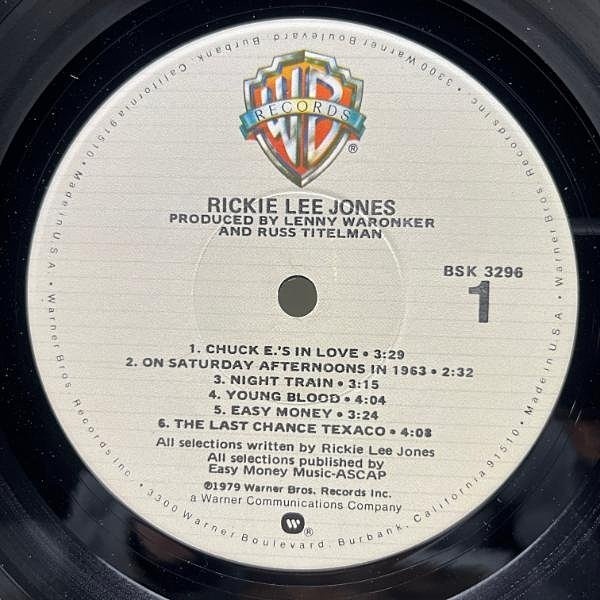 WB
RECORDS
®
RICKIE LEE JONES
PRODUCED BY LENNY WARONKER
AND RUSS TITELMAN
BSK 3296
1
1. CHUCK E.'S IN LOVE • 3:29
2. ON SATURDAY AFTERNOONS IN 1963 • 2:32
3. NIGHT TRAIN • 3:15
4. YOUNG BLOOD • 4:04
5. EASY MONEY • 3:24
6. THE LAST CHANCE TEXACO • 4:08
All selections written by Rickie Lee Jones
All selections published by
Easy Money Music-ASCAP
℗1979 Warner Bros. Records Inc.
a Warner Communications Company
W®
Made in U.S.A. • Warner Bros. Records Inc. • 3300 Warner Boulevard, Burbank, California 91510 • Made in U.S.A. • Warner Bros. Records Inc. • 3300 Warner Boulevard, Burbank, California 91510 •